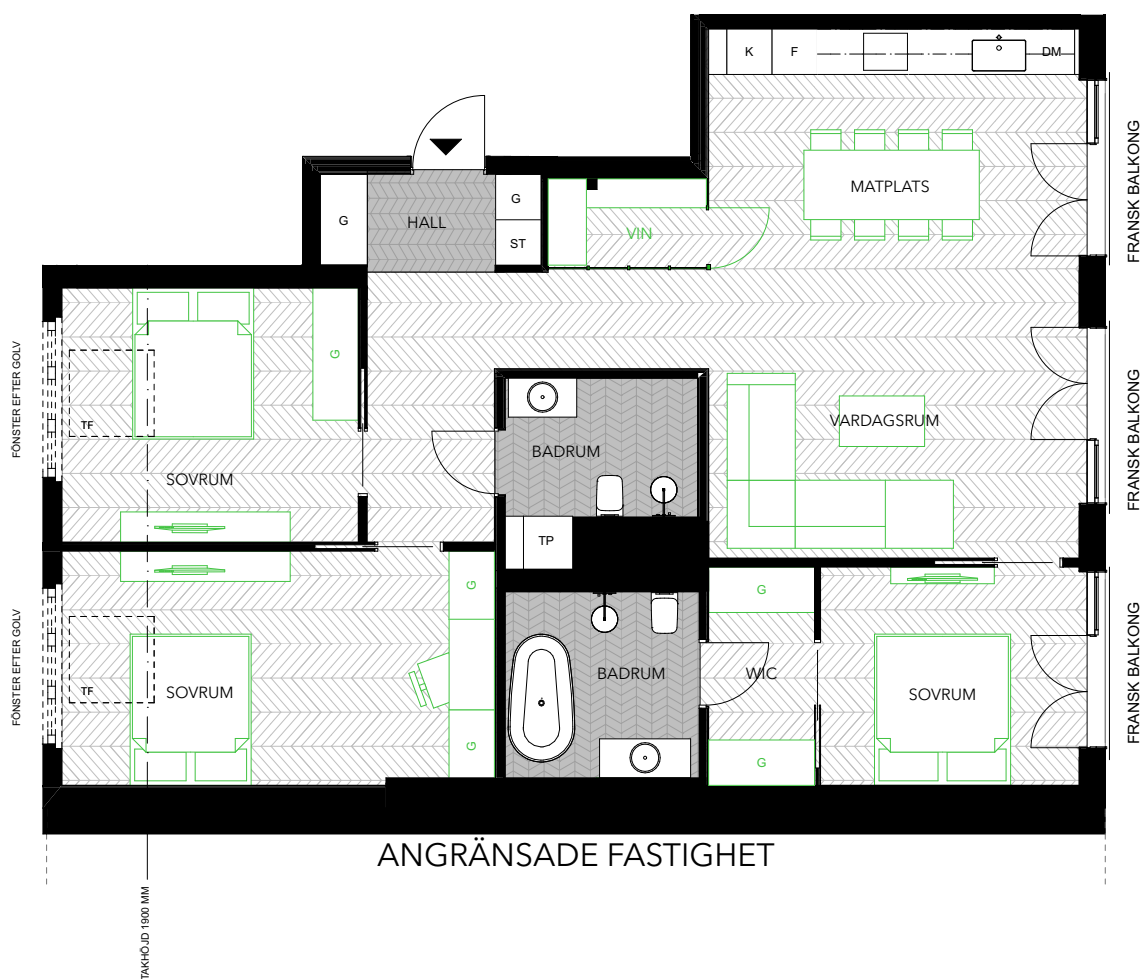 K
F
DM
FRANSK BALKONG
MATPLATS
G
HALL
G
ST
VIN
FÖNSTER EFTER GOLV
G
TF
SOVRUM
BADRUM
VARDAGSRUM
FRANSK BALKONG
TP
FÖNSTER EFTER GOLV
G
G
TF
SOVRUM
BADRUM
WIC
SOVRUM
FRANSK BALKONG
G
G
ANGRÄNSADE FASTIGHET
TAKHÖJD 1900 MM